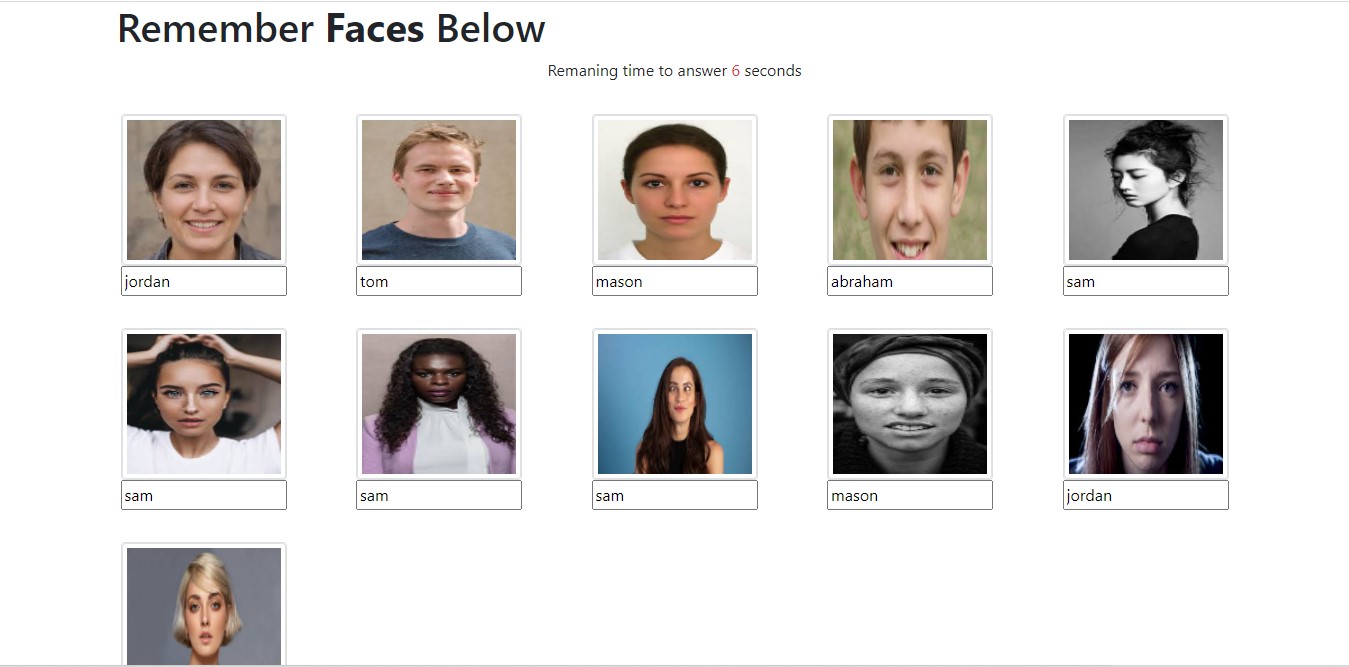 Remember Faces Below
Remaning time to answer 6 seconds
jordan
tom
mason
abraham
sam
sam
sam
sam
mason
jordan